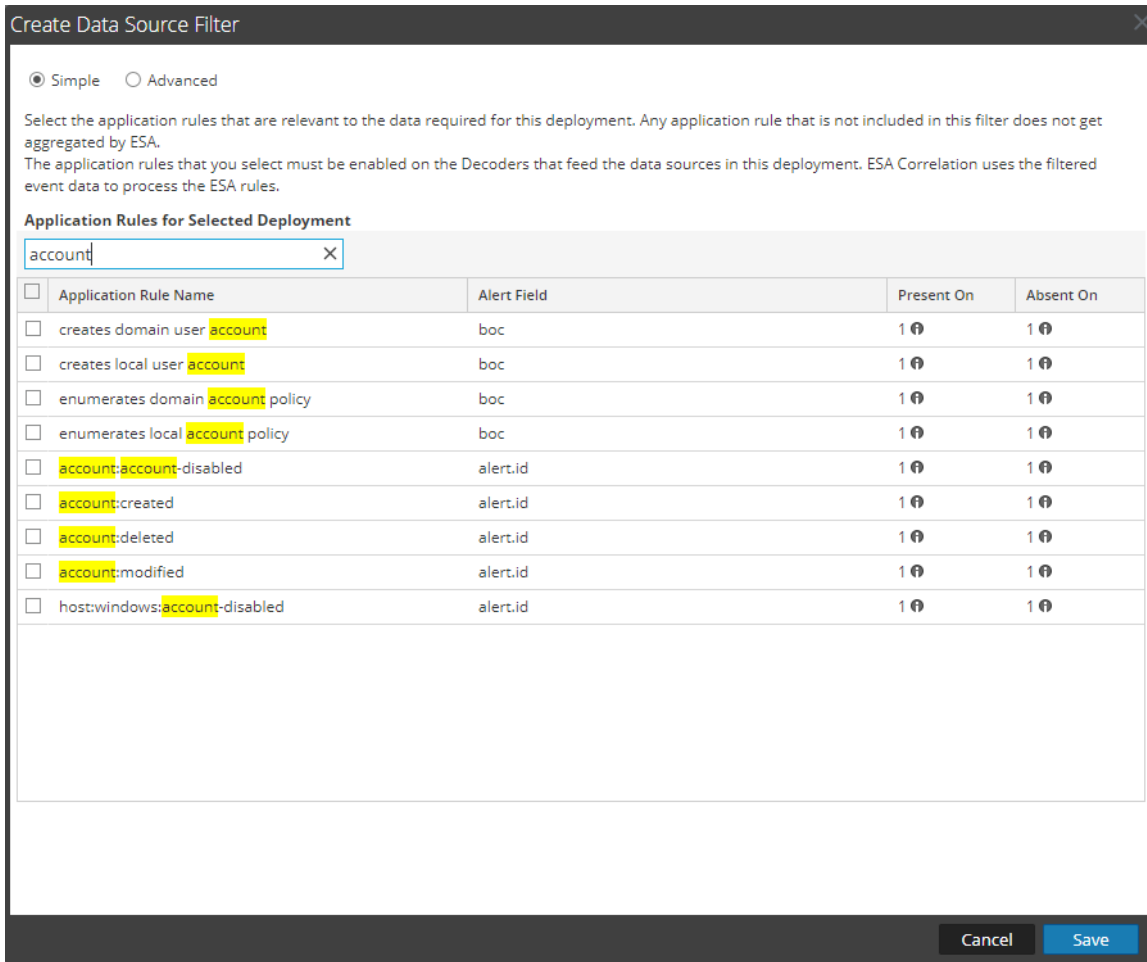 Create Data Source Filter
Simple Advanced
Select the application rules that are relevant to the data required for this deployment. Any application rule that is not included in this filter does not get
aggregated by ESA.
The application rules that you select must be enabled on the Decoders that feed the data sources in this deployment. ESA Correlation uses the filtered
event data to process the ESA rules.
Application Rules for Selected Deployment
account
Application Rule Name Alert Field Present On Absent On
creates domain user account boc 1 1
creates local user account boc 1 1
enumerates domain account policy boc 1 1
enumerates local account policy boc 1 1
account:account-disabled alert.id 1 1
account:created alert.id 1 1
account:deleted alert.id 1 1
account:modified alert.id 1 1
host:windows:account-disabled alert.id 1 1
Cancel Save